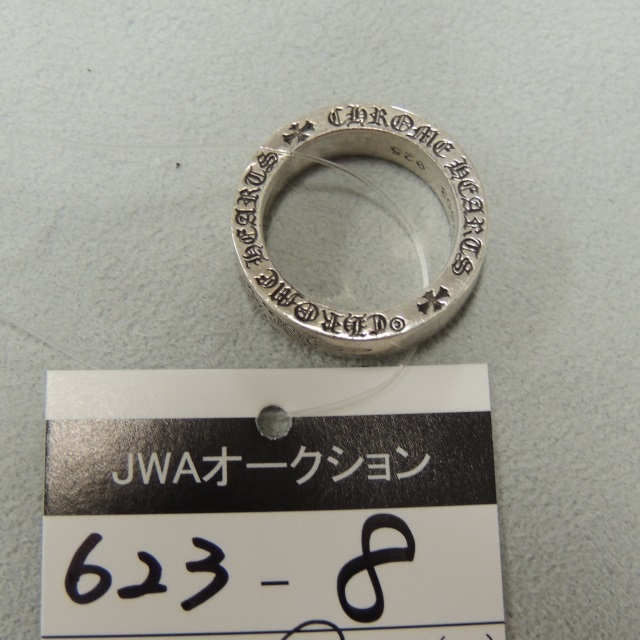 CHROME HEARTS
CHROME HEARTS
925
JWAオークション
623-8